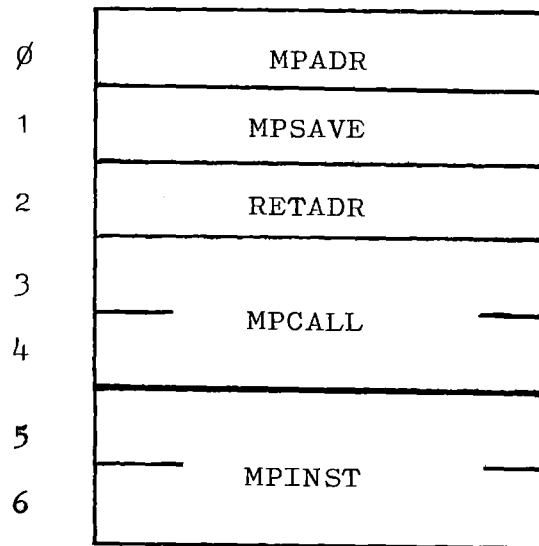 Ø MPADR
1 MPSAVE
2 RETADR
3
MPCALL
4
5
MPINST
6